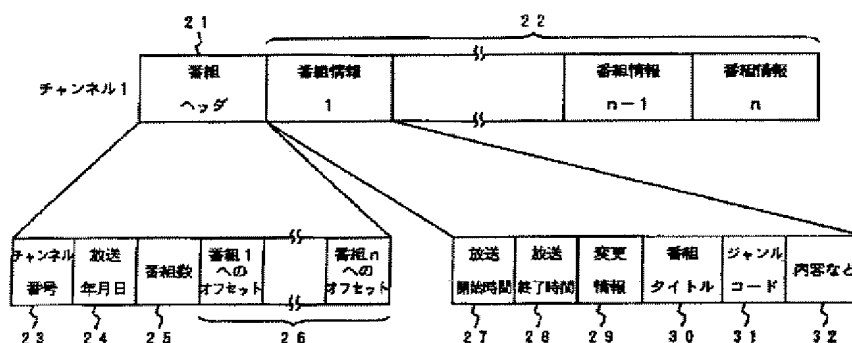 21
22
チャンネル1
番組
ヘッダ
番組情報
1
番組情報
n-1
番組情報
n
チャンネル
番号
放送
年月日
番組数
番組1
への
オフセット
番組n
への
オフセット
放送
開始時間
放送
終了時間
変更
情報
番組
タイトル
ジャンル
コード
内容など
23
24
25
26
27
28
29
30
31
32